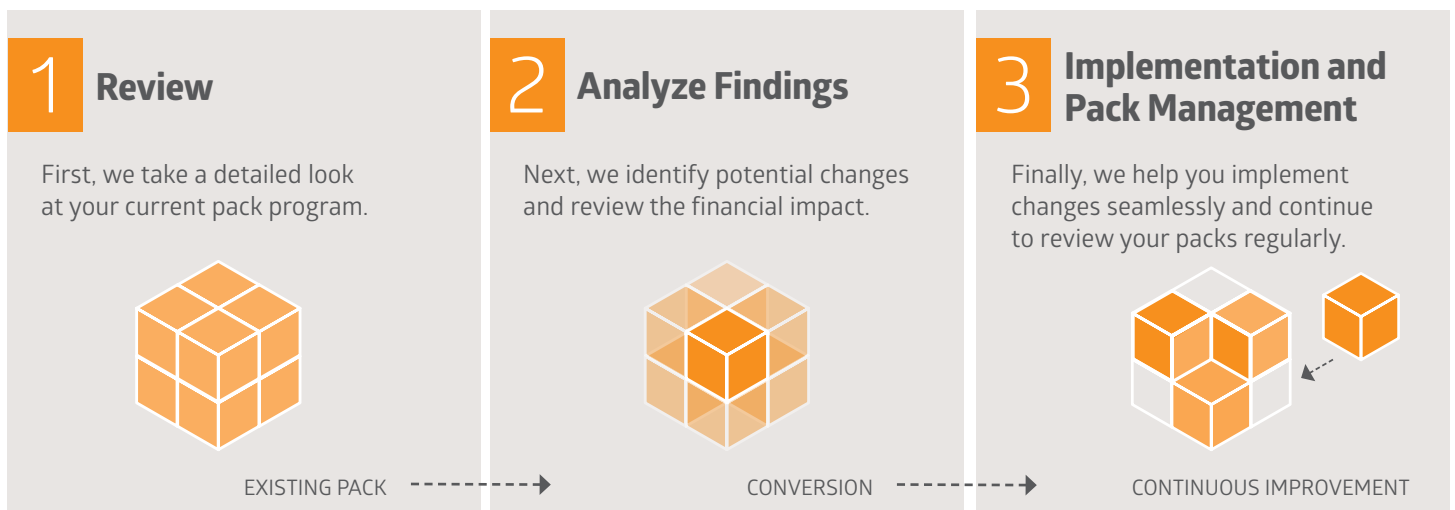 1
Review
First, we take a detailed look
at your current pack program.
EXISTING PACK
2
Analyze Findings
Next, we identify potential changes
and review the financial impact.
CONVERSION
3
Implementation and
Pack Management
Finally, we help you implement
changes seamlessly and continue
to review your packs regularly.
CONTINUOUS IMPROVEMENT